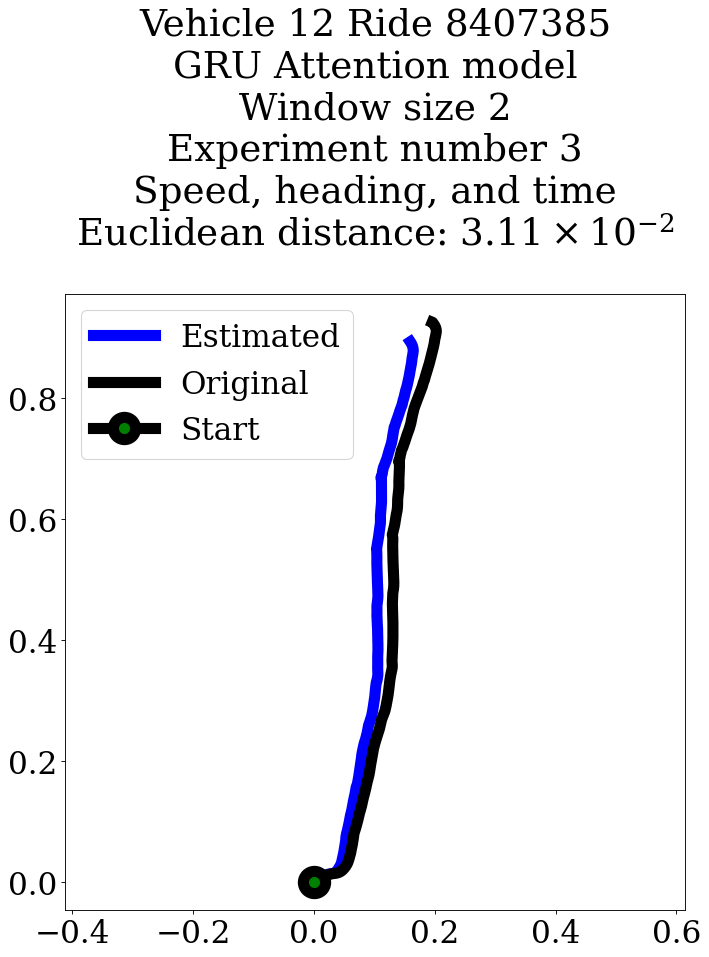 Vehicle 12 Ride 8407385
GRU Attention model
Window size 2
Experiment number 3
Speed, heading, and time
Euclidean distance: 3.11 × 10⁻²
Estimated
Original
Start
0.8
0.6
0.4
0.2
0.0
−0.4 −0.2 0.0 0.2 0.4 0.6